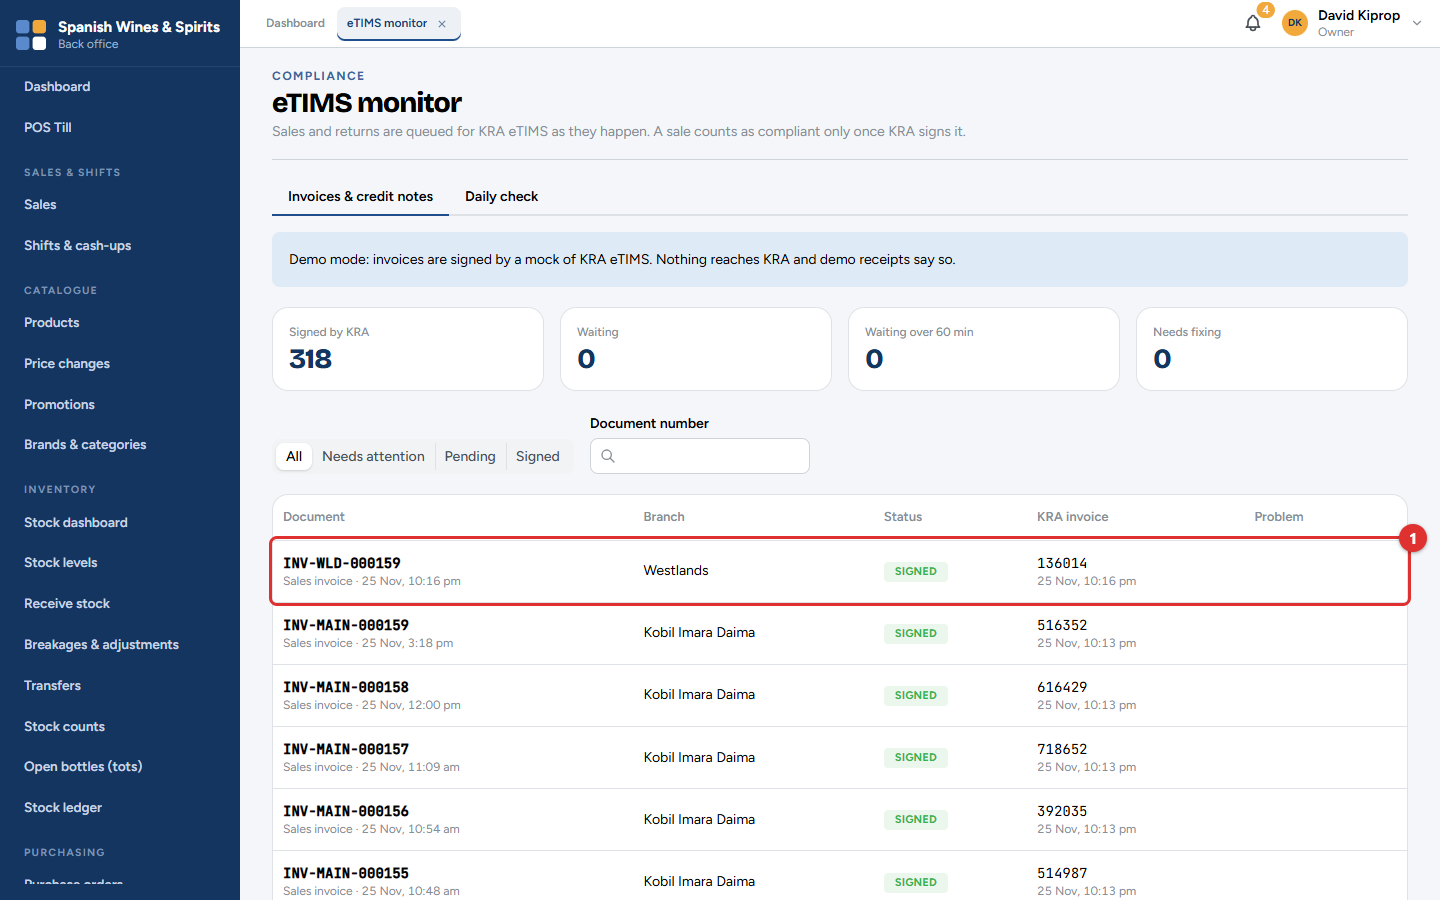 Spanish Wines & Spirits
Back office
Dashboard
POS Till
SALES & SHIFTS
Sales
Shifts & cash-ups
CATALOGUE
Products
Price changes
Promotions
Brands & categories
INVENTORY
Stock dashboard
Stock levels
Receive stock
Breakages & adjustments
Transfers
Stock counts
Open bottles (tots)
Stock ledger
PURCHASING
Purchase orders
Dashboard
eTIMS monitor
4
DK
David Kiprop
Owner
COMPLIANCE
eTIMS monitor
Sales and returns are queued for KRA eTIMS as they happen. A sale counts as compliant only once KRA signs it.
Invoices & credit notes
Daily check
Demo mode: invoices are signed by a mock of KRA eTIMS. Nothing reaches KRA and demo receipts say so.
Signed by KRA
318
Waiting
0
Waiting over 60 min
0
Needs fixing
0
Document number
All
Needs attention
Pending
Signed
Document Branch Status KRA invoice Problem
1
INV-WLD-000159 Westlands SIGNED 136014
Sales invoice · 25 Nov, 10:16 pm 25 Nov, 10:16 pm
INV-MAIN-000159 Kobil Imara Daima SIGNED 516352
Sales invoice · 25 Nov, 3:18 pm 25 Nov, 10:13 pm
INV-MAIN-000158 Kobil Imara Daima SIGNED 616429
Sales invoice · 25 Nov, 12:00 pm 25 Nov, 10:13 pm
INV-MAIN-000157 Kobil Imara Daima SIGNED 718652
Sales invoice · 25 Nov, 11:09 am 25 Nov, 10:13 pm
INV-MAIN-000156 Kobil Imara Daima SIGNED 392035
Sales invoice · 25 Nov, 10:54 am 25 Nov, 10:13 pm
INV-MAIN-000155 Kobil Imara Daima SIGNED 514987
Sales invoice · 25 Nov, 10:48 am 25 Nov, 10:13 pm